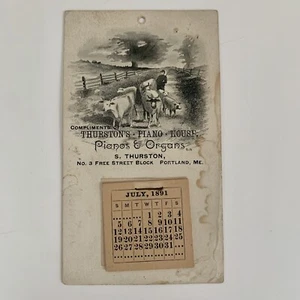 COMPLIMENTS
THURSTON'S · PIANO · HOUSE,
Pianos & Organs
S. THURSTON,
NO. 3 FREE STREET BLOCK PORTLAND, ME.
JULY, 1891
S M T W T F S
1 2 3 4
5 6 7 8 9 10 11
12 13 14 15 16 17 18
19 20 21 22 23 24 25
26 27 28 29 30 31